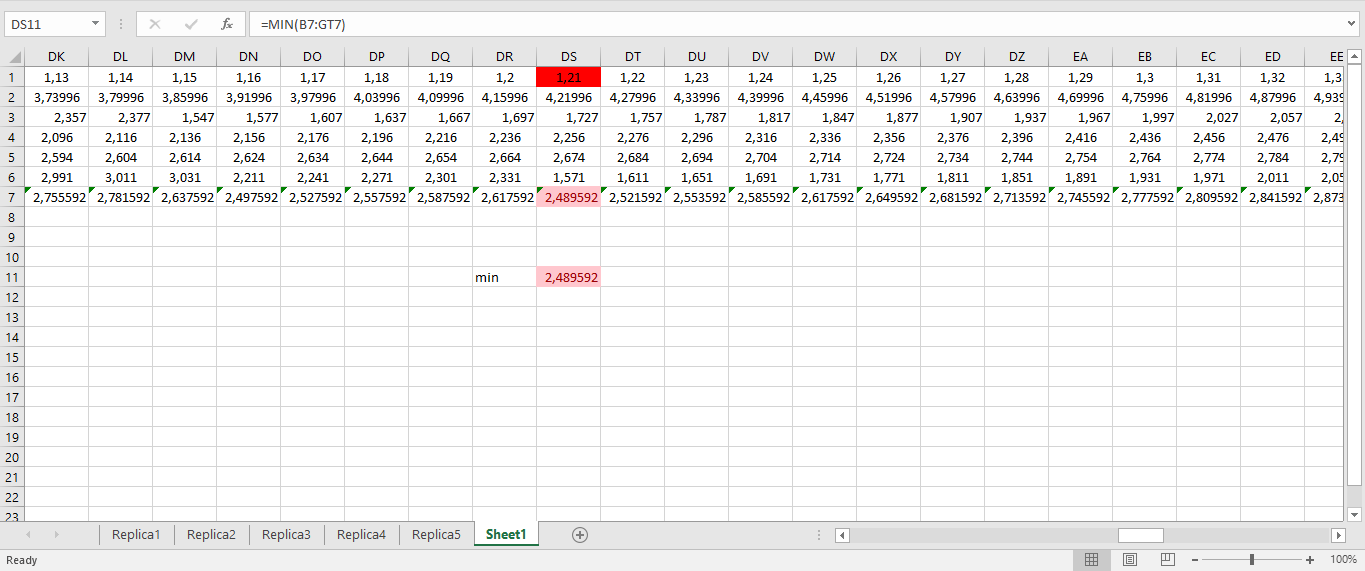 DS11 =MIN(B7:GT7)
DK DL DM DN DO DP DQ DR DS DT DU DV DW DX DY DZ EA EB EC ED EE
1 1,13 1,14 1,15 1,16 1,17 1,18 1,19 1,2 1,21 1,22 1,23 1,24 1,25 1,26 1,27 1,28 1,29 1,3 1,31 1,32 1,3
2 3,73996 3,79996 3,85996 3,91996 3,97996 4,03996 4,09996 4,15996 4,21996 4,27996 4,33996 4,39996 4,45996 4,51996 4,57996 4,63996 4,69996 4,75996 4,81996 4,87996 4,939
3 2,357 2,377 1,547 1,577 1,607 1,637 1,667 1,697 1,727 1,757 1,787 1,817 1,847 1,877 1,907 1,937 1,967 1,997 2,027 2,057 2,
4 2,096 2,116 2,136 2,156 2,176 2,196 2,216 2,236 2,256 2,276 2,296 2,316 2,336 2,356 2,376 2,396 2,416 2,436 2,456 2,476 2,49
5 2,594 2,604 2,614 2,624 2,634 2,644 2,654 2,664 2,674 2,684 2,694 2,704 2,714 2,724 2,734 2,744 2,754 2,764 2,774 2,784 2,79
6 2,991 3,011 3,031 2,211 2,241 2,271 2,301 2,331 1,571 1,611 1,651 1,691 1,731 1,771 1,811 1,851 1,891 1,931 1,971 2,011 2,05
7 2,755592 2,781592 2,637592 2,497592 2,527592 2,557592 2,587592 2,617592 2,489592 2,521592 2,553592 2,585592 2,617592 2,649592 2,681592 2,713592 2,745592 2,777592 2,809592 2,841592 2,873
8
9
10
11 min 2,489592
12
13
14
15
16
17
18
19
20
21
22
23
Replica1 Replica2 Replica3 Replica4 Replica5 Sheet1
Ready 100%